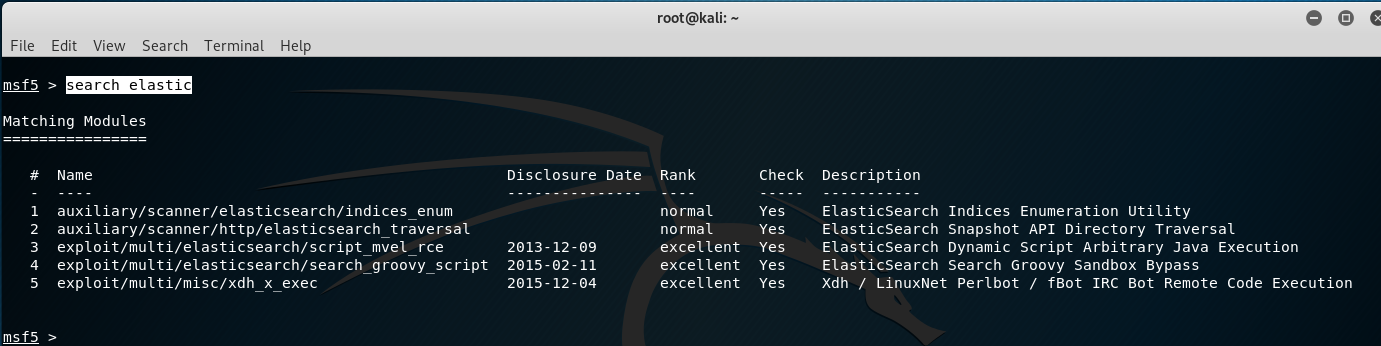 root@kali: ~
File Edit View Search Terminal Help
msf5 > search elastic
Matching Modules
================
# Name Disclosure Date Rank Check Description
- ---- --------------- ---- ----- -----------
1 auxiliary/scanner/elasticsearch/indices_enum normal Yes ElasticSearch Indices Enumeration Utility
2 auxiliary/scanner/http/elasticsearch_traversal normal Yes ElasticSearch Snapshot API Directory Traversal
3 exploit/multi/elasticsearch/script_mvel_rce 2013-12-09 excellent Yes ElasticSearch Dynamic Script Arbitrary Java Execution
4 exploit/multi/elasticsearch/search_groovy_script 2015-02-11 excellent Yes ElasticSearch Search Groovy Sandbox Bypass
5 exploit/multi/misc/xdh_x_exec 2015-12-04 excellent Yes Xdh / LinuxNet Perlbot / fBot IRC Bot Remote Code Execution
msf5 >